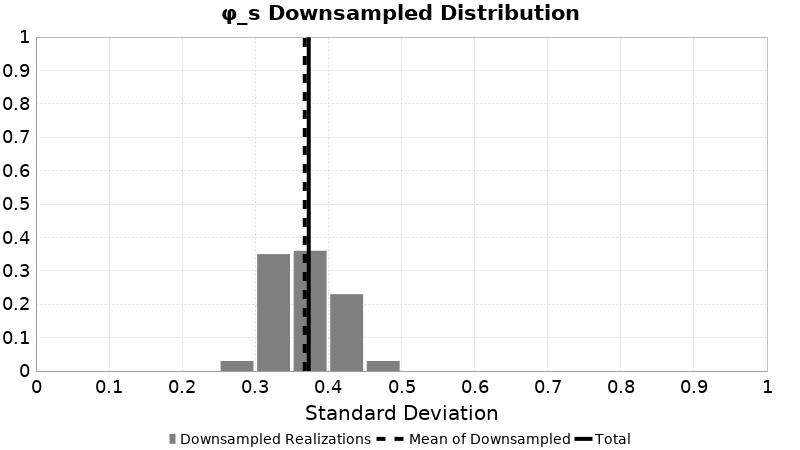 φ_s Downsampled Distribution
1
0.9
0.8
0.7
0.6
0.5
0.4
0.3
0.2
0.1
0
0 0.1 0.2 0.3 0.4 0.5 0.6 0.7 0.8 0.9 1
Standard Deviation
Downsampled Realizations Mean of Downsampled Total